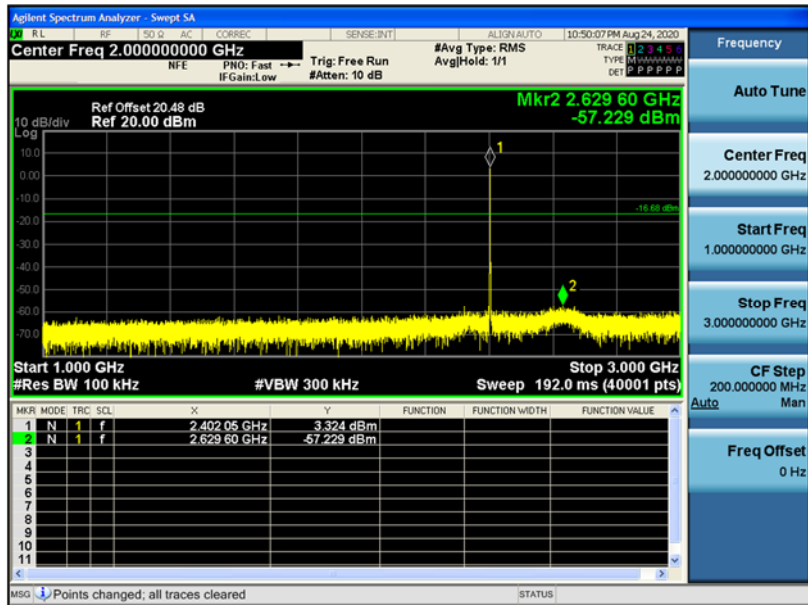 Agilent Spectrum Analyzer - Swept SA
RL RF 50 Ω AC CORREC SENSE:INT ALIGN AUTO 10:50:07 PM Aug 24, 2020
Center Freq 2.000000000 GHz
NFE PNO: Fast Trig: Free Run #Avg Type: RMS TRACE 1 2 3 4 5 6
IFGain:Low #Atten: 10 dB Avg|Hold: 1/1 TYPE M
DET P P P P P P
Ref Offset 20.48 dB Mkr2 2.629 60 GHz
10 dB/div Ref 20.00 dBm -57.229 dBm
Log
10.0
0.00
-10.0
-20.0
-30.0
-40.0
-50.0
-60.0
-70.0
1
-16.68 dBm
2
Start 1.000 GHz Stop 3.000 GHz
#Res BW 100 kHz #VBW 300 kHz Sweep 192.0 ms (40001 pts)
MKR MODE TRC SCL X Y FUNCTION FUNCTION WIDTH FUNCTION VALUE
1 N 1 f 2.402 05 GHz 3.324 dBm
2 N 1 f 2.629 60 GHz -57.229 dBm
3
4
5
6
7
8
9
10
11
MSG Points changed; all traces cleared STATUS
Frequency
Auto Tune
Center Freq
2.000000000 GHz
Start Freq
1.000000000 GHz
Stop Freq
3.000000000 GHz
CF Step
200.000000 MHz
Auto Man
Freq Offset
0 Hz